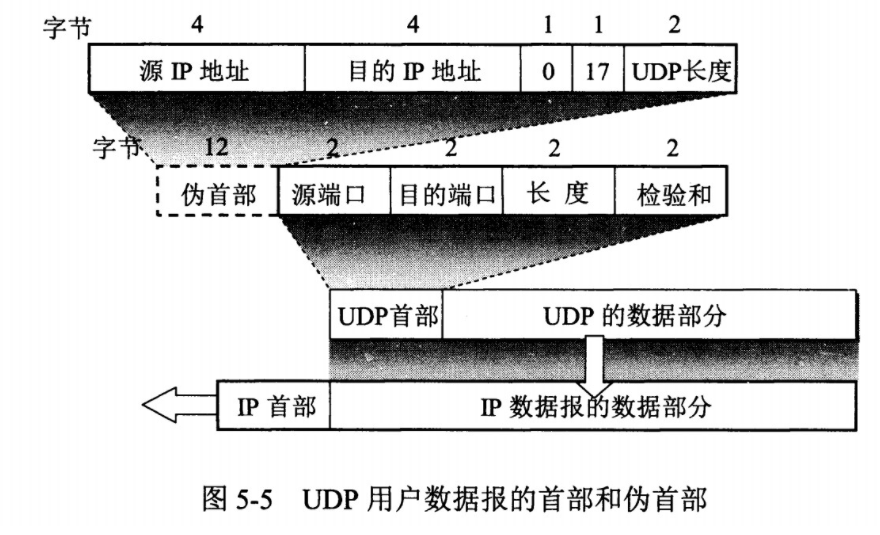 字节 4 4 1 1 2
源 IP 地址 目的 IP 地址 0 17 UDP长度
字节 12 2 2 2 2
伪首部 源端口 目的端口 长 度 检验和
UDP首部 UDP 的数据部分
IP 首部 IP 数据报的数据部分
图 5-5 UDP 用户数据报的首部和伪首部